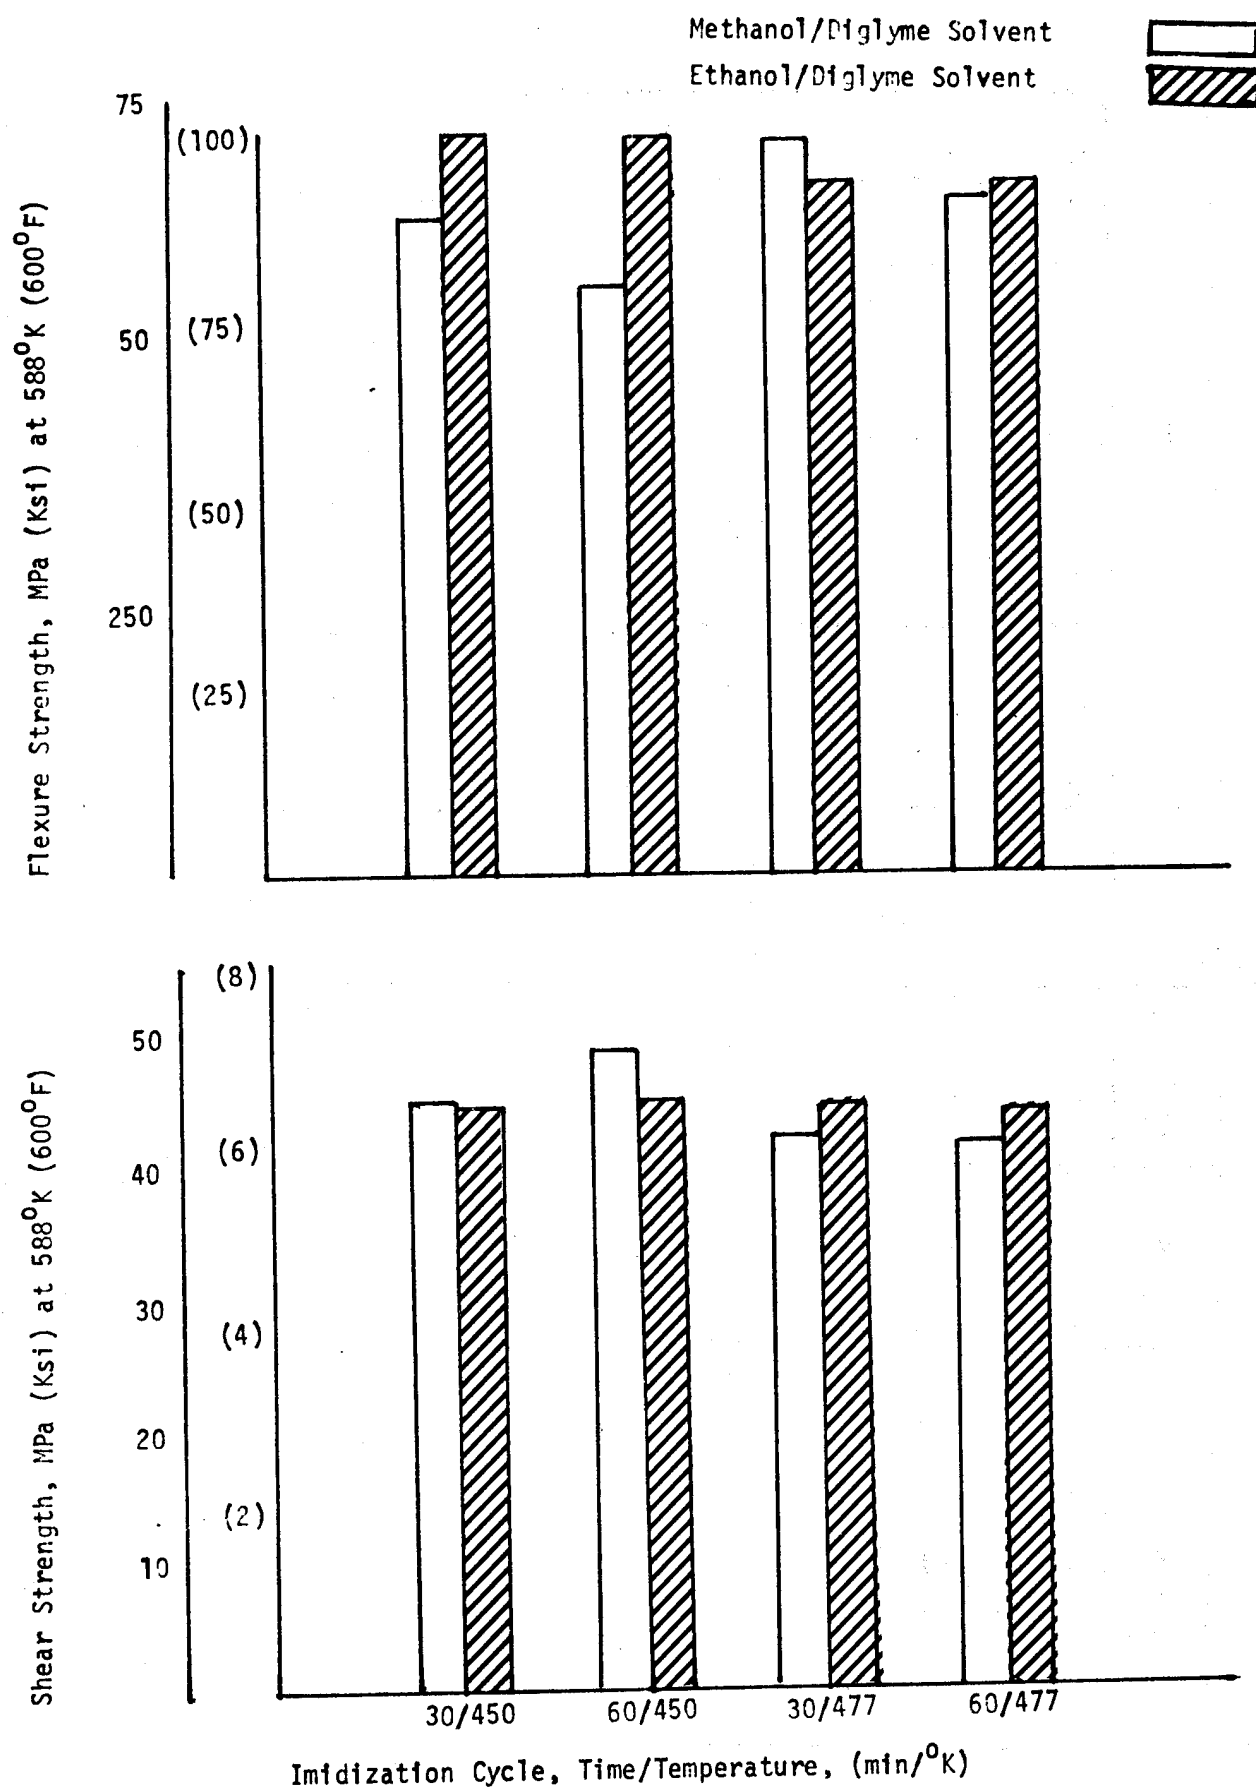 Methanol/Diglyme Solvent
Ethanol/Diglyme Solvent
Flexure Strength, MPa (Ksi) at 588°K (600°F)
75
50
250
(100)
(75)
(50)
(25)
Shear Strength, MPa (Ksi) at 588°K (600°F)
50
40
30
20
10
(8)
(6)
(4)
(2)
30/450 60/450 30/477 60/477
Imidization Cycle, Time/Temperature, (min/°K)